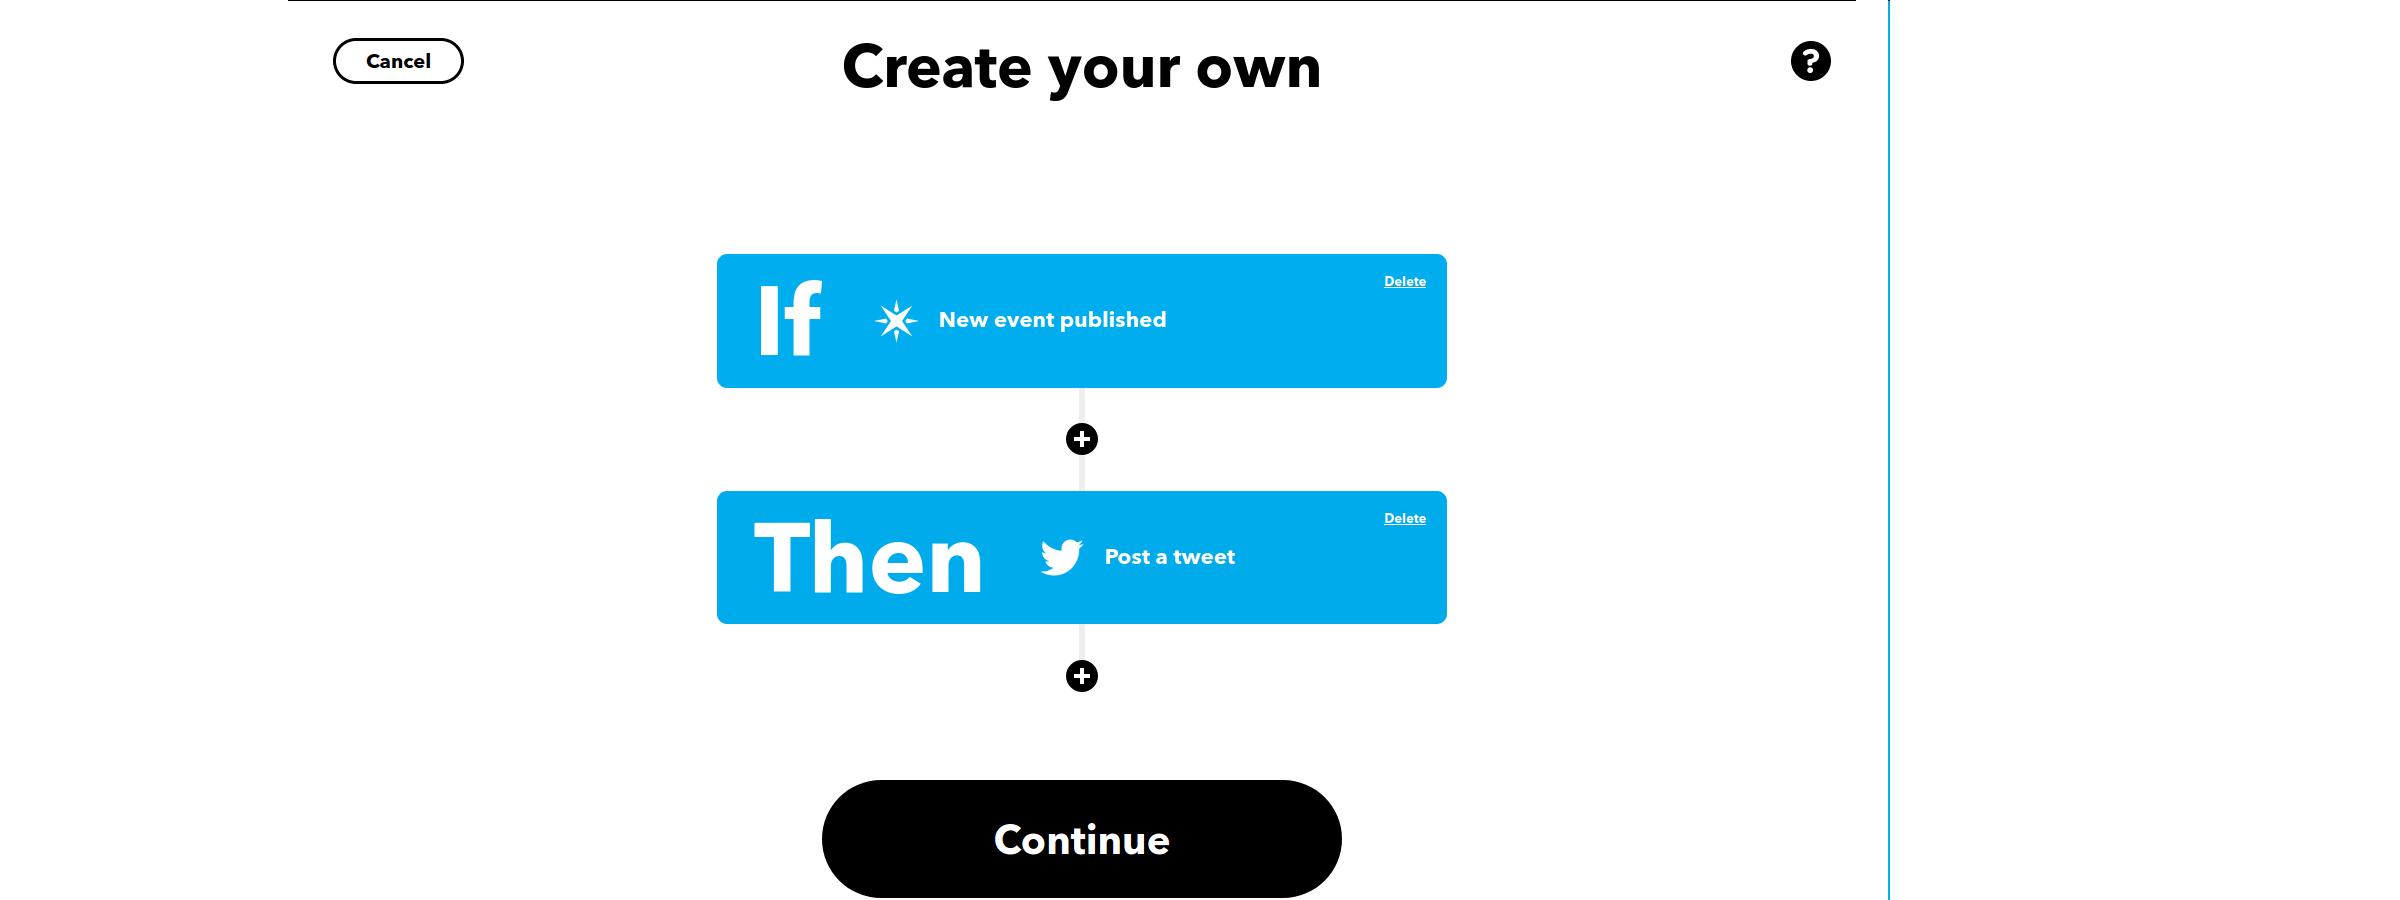 Cancel
Create your own
?
If
New event published
Delete
Then
Post a tweet
Delete
Continue